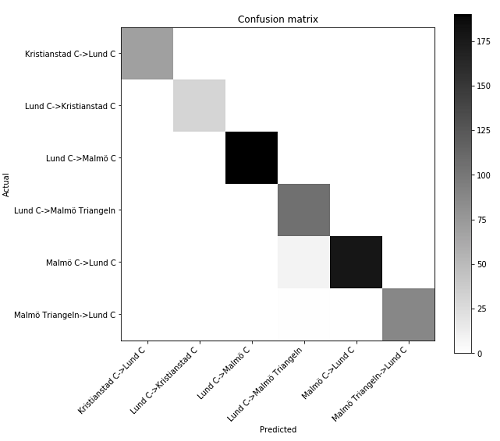 Confusion matrix
Kristianstad C->Lund C
Lund C->Kristianstad C
Lund C->Malmö C
Lund C->Malmö Triangeln
Malmö C->Lund C
Malmö Triangeln->Lund C
Actual
Kristianstad C->Lund C
Lund C->Kristianstad C
Lund C->Malmö C
Lund C->Malmö Triangeln
Malmö C->Lund C
Malmö Triangeln->Lund C
Predicted
175
150
125
100
75
50
25
0